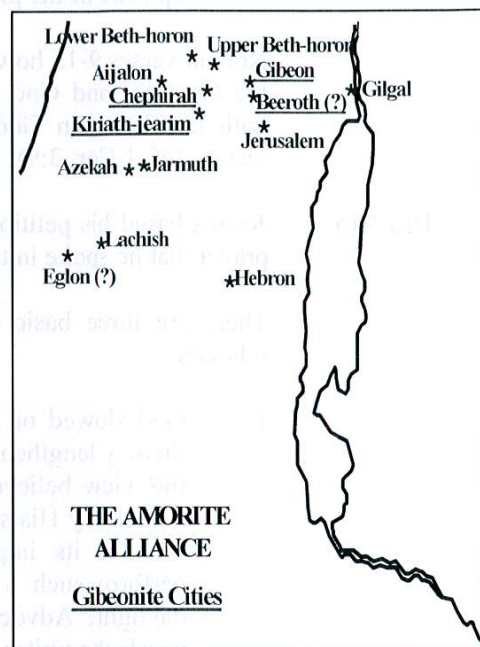 Lower Beth-horon
Upper Beth-horon
Aijalon
Gibeon
Gilgal
Chephirah
Beeroth (?)
Kiriath-jearim
Jerusalem
Azekah
Jarmuth
Lachish
Eglon (?)
Hebron
THE AMORITE
ALLIANCE
Gibeonite Cities